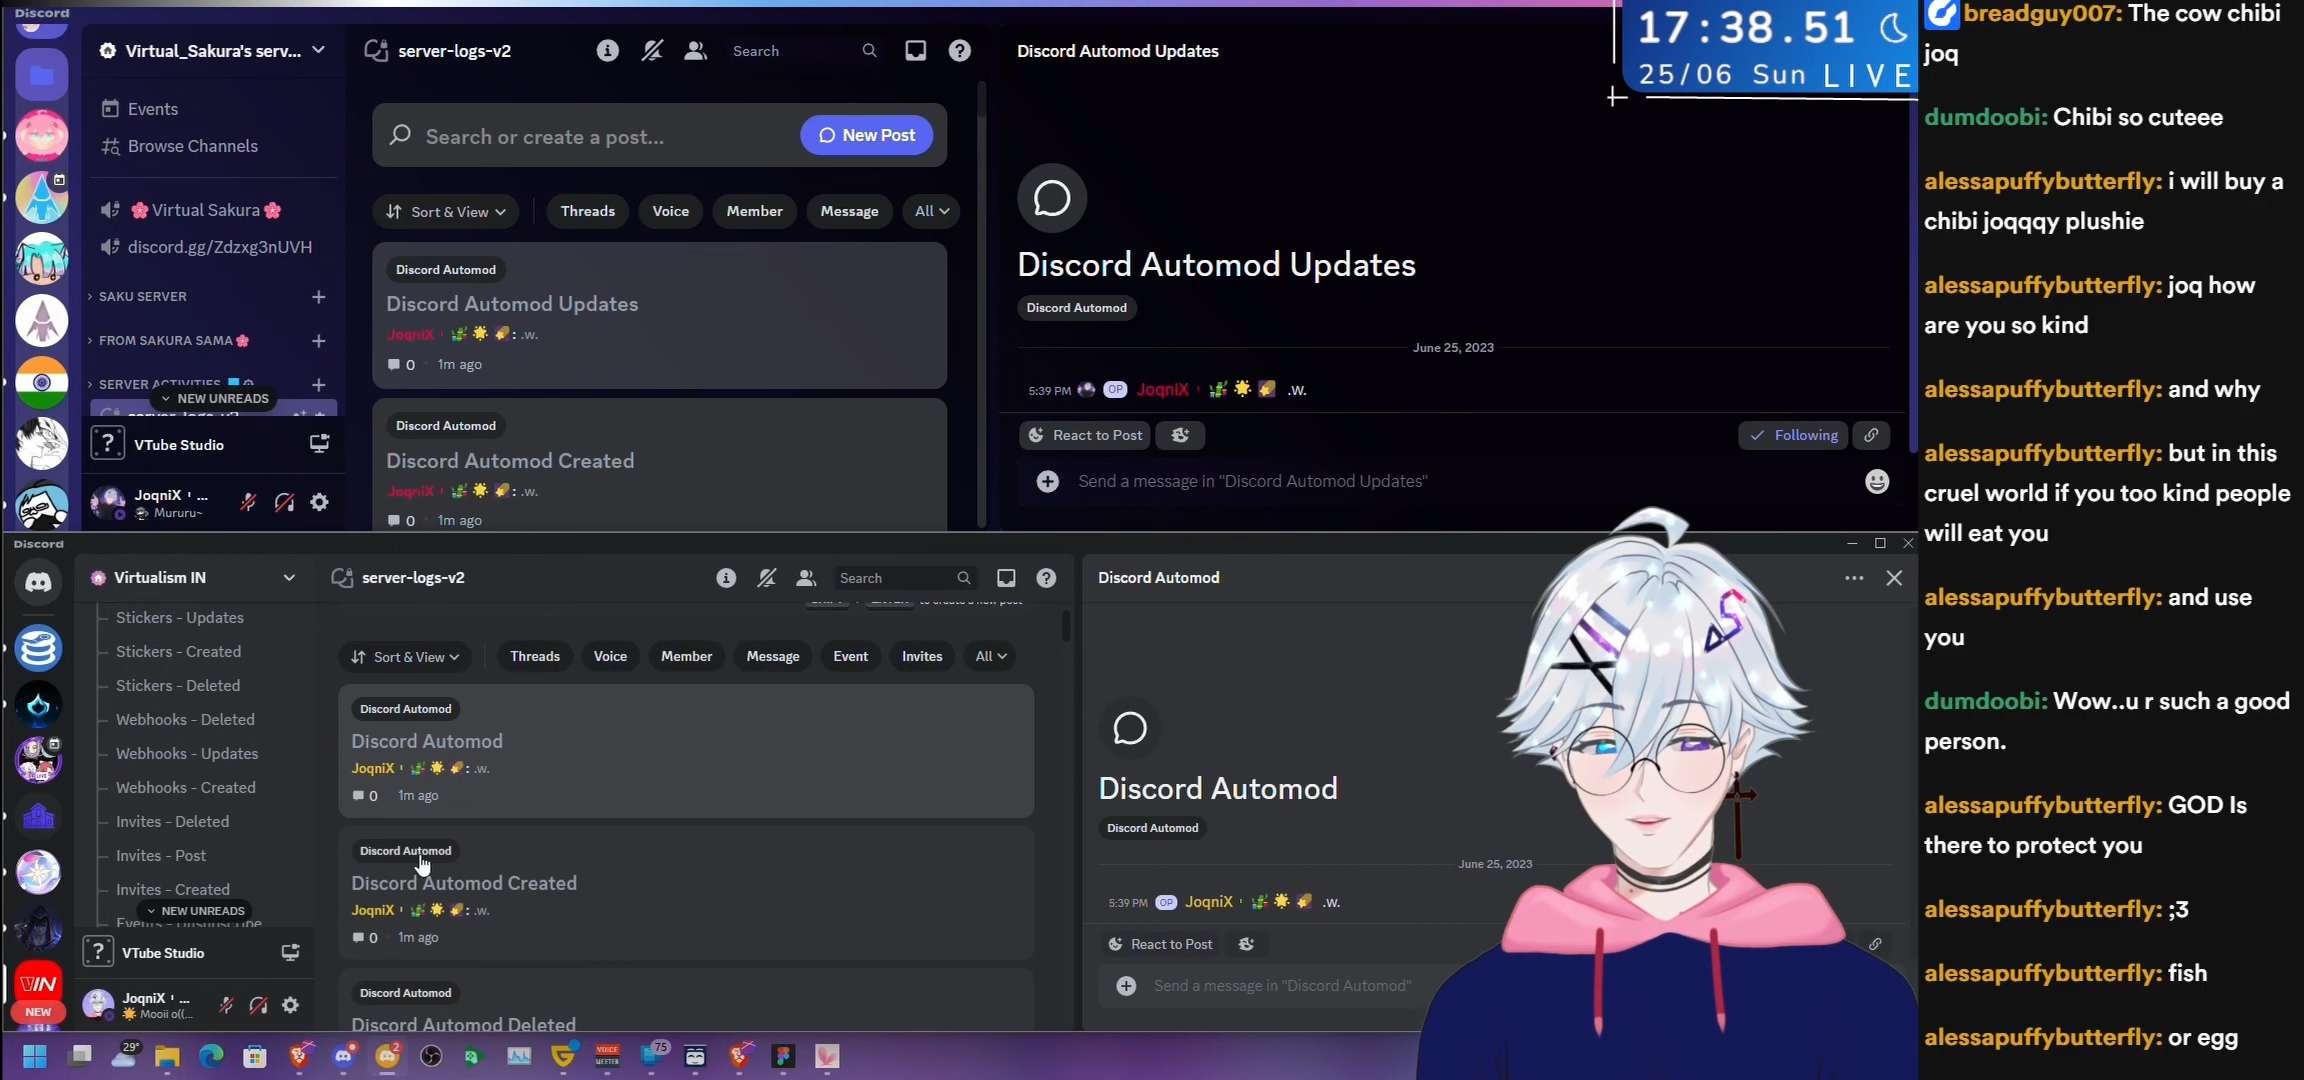 Discord
Virtual_Sakura's serv...
Events
Browse Channels
🌸Virtual Sakura🌸
discord.gg/Zdzxg3nUVH
SAKU SERVER
FROM SAKURA SAMA🌸
SERVER ACTIVITIES
NEW UNREADS
VTube Studio
JoqniX ' ...
Mururu~
server-logs-v2
Search
Search or create a post...
New Post
Sort & View
Threads
Voice
Member
Message
All
Discord Automod
Discord Automod Updates
JoqniX ' : .w.
0 · 1m ago
Discord Automod
Discord Automod Created
JoqniX ' : .w.
0 · 1m ago
Discord Automod Updates
Discord Automod Updates
Discord Automod
June 25, 2023
5:39 PM OP JoqniX ' .w.
React to Post
Following
Send a message in "Discord Automod Updates"
17:38.51
25/06 Sun LIVE
Discord
Virtualism IN
Stickers - Updates
Stickers - Created
Stickers - Deleted
Webhooks - Deleted
Webhooks - Updates
Webhooks - Created
Invites - Deleted
Invites - Post
Invites - Created
NEW UNREADS
VTube Studio
JoqniX ' ...
Mooii o((...
VIN
NEW
server-logs-v2
Search
Sort & View
Threads
Voice
Member
Message
Event
Invites
All
Discord Automod
Discord Automod
JoqniX ' : .w.
0 1m ago
Discord Automod
Discord Automod Created
JoqniX ' : .w.
0 1m ago
Discord Automod
Discord Automod Deleted
Discord Automod
Discord Automod
Discord Automod
June 25, 2023
5:39 PM OP JoqniX ' .w.
React to Post
Send a message in "Discord Automod"
29°
VOICE
MEETER
75
2
breadguy007: The cow chibi
joq
dumdoobi: Chibi so cuteee
alessapuffybutterfly: i will buy a
chibi joqqqy plushie
alessapuffybutterfly: joq how
are you so kind
alessapuffybutterfly: and why
alessapuffybutterfly: but in this
cruel world if you too kind people
will eat you
alessapuffybutterfly: and use
you
dumdoobi: Wow..u r such a good
person.
alessapuffybutterfly: GOD Is
there to protect you
alessapuffybutterfly: ;3
alessapuffybutterfly: fish
alessapuffybutterfly: or egg